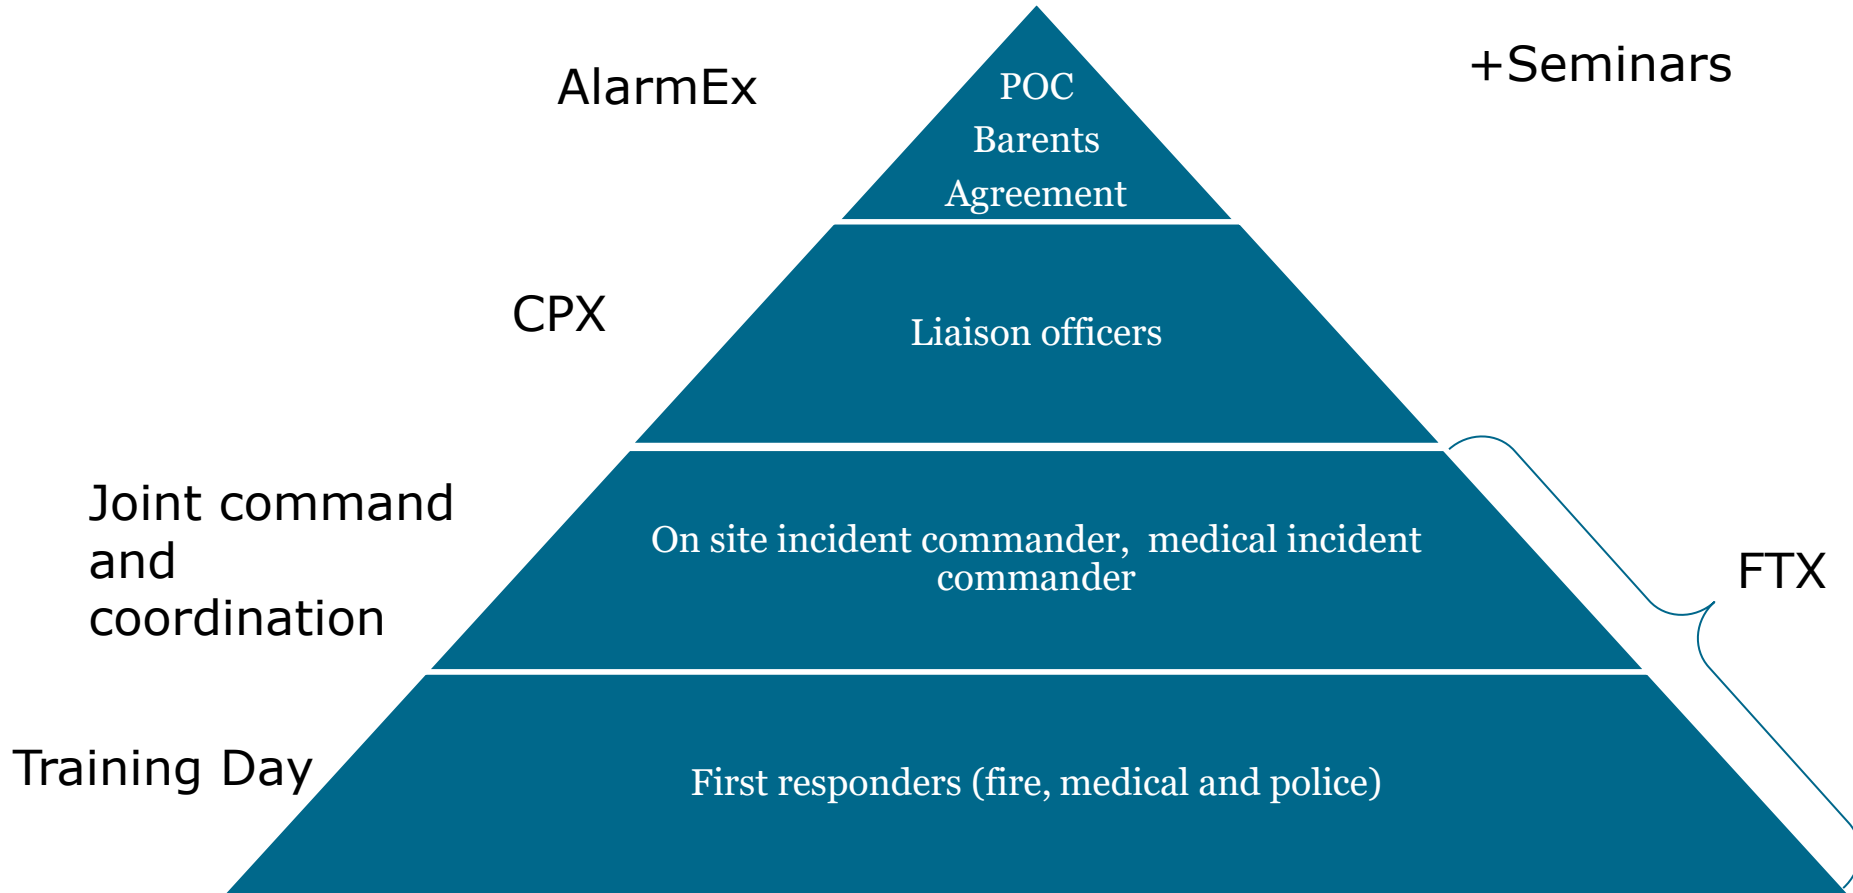 AlarmEx
POC
Barents
Agreement
+Seminars
CPX
Liaison officers
Joint command
and
coordination
On site incident commander,  medical incident
commander
FTX
Training Day
First responders (fire, medical and police)